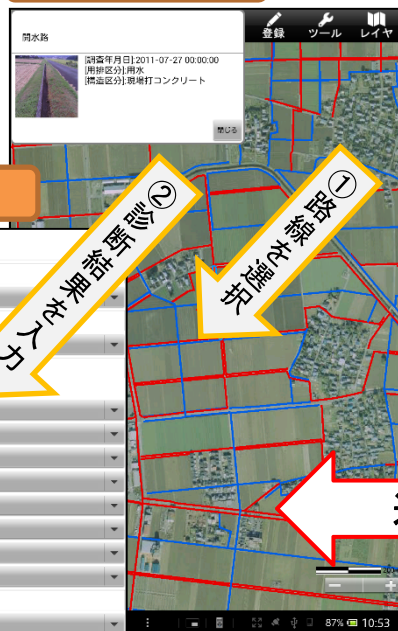 登録
ツール
レイヤ
開水路
[調査年月日]:2011-07-27 00:00:00
[用排区分]:用水
[構造区分]:現場打コンクリート
閉じる
①路線を選択
②診断結果を入力
87%
10:53